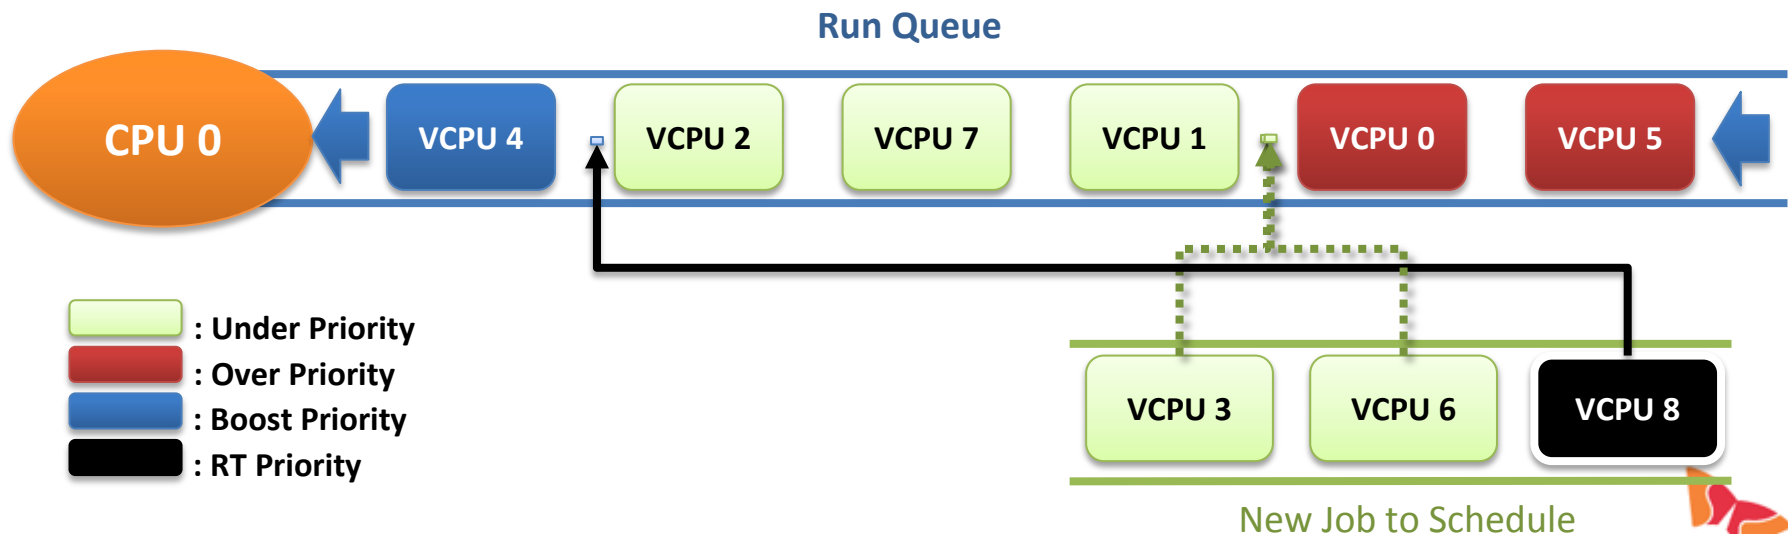 Run Queue
CPU 0
VCPU 4
VCPU 2
VCPU 7
VCPU 1
VCPU 0
VCPU 5
: Under Priority
: Over Priority
: Boost Priority
: RT Priority
VCPU 3
VCPU 6
VCPU 8
New Job to Schedule